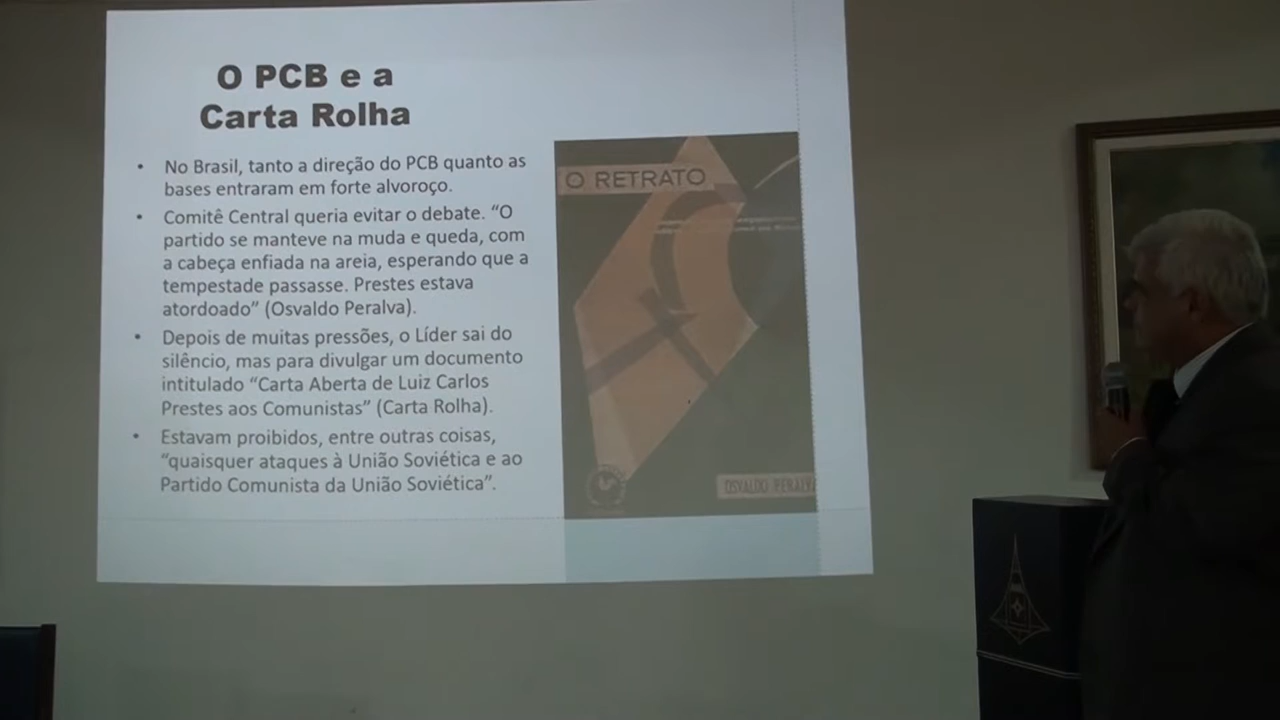 O PCB e a
Carta Rolha
• No Brasil, tanto a direção do PCB quanto as
bases entraram em forte alvoroço.
• Comitê Central queria evitar o debate. “O
partido se manteve na muda e queda, com
a cabeça enfiada na areia, esperando que a
tempestade passasse. Prestes estava
atordoado” (Osvaldo Peralva).
• Depois de muitas pressões, o Líder sai do
silêncio, mas para divulgar um documento
intitulado “Carta Aberta de Luiz Carlos
Prestes aos Comunistas” (Carta Rolha).
• Estavam proibidos, entre outras coisas,
“quaisquer ataques à União Soviética e ao
Partido Comunista da União Soviética”.
O RETRATO
OSVALDO PERALVA